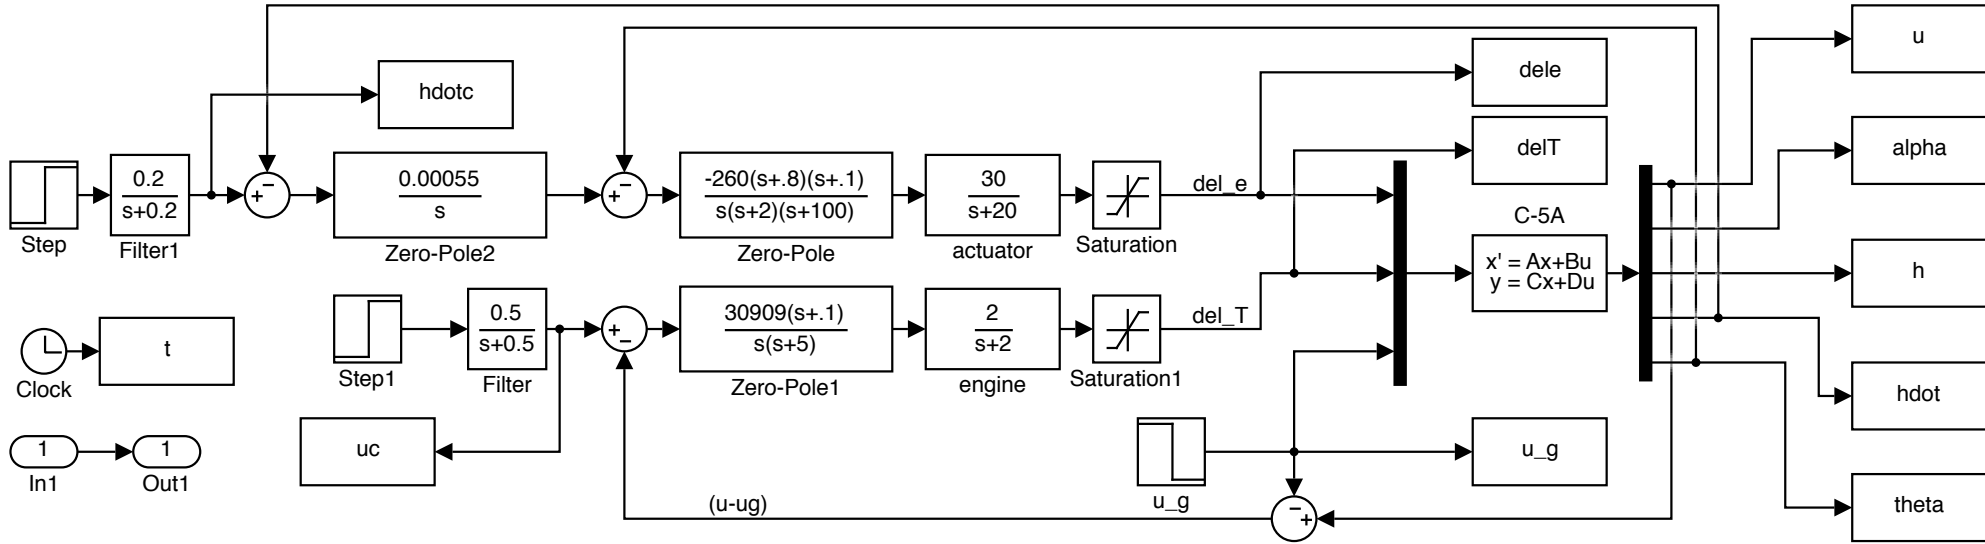 u
dele
hdotc
delT
alpha
0.2
s+0.2
+
−
0.00055
s
+
−
-260(s+.8)(s+.1)
s(s+2)(s+100)
30
s+20
del_e
Step
Filter1
Zero-Pole2
Zero-Pole
actuator
Saturation
C-5A
x' = Ax+Bu
y = Cx+Du
h
0.5
s+0.5
+
−
30909(s+.1)
s(s+5)
2
s+2
del_T
t
Clock
Step1
Filter
Zero-Pole1
engine
Saturation1
hdot
1
In1
1
Out1
uc
u_g
u_g
(u-ug)
−
+
theta